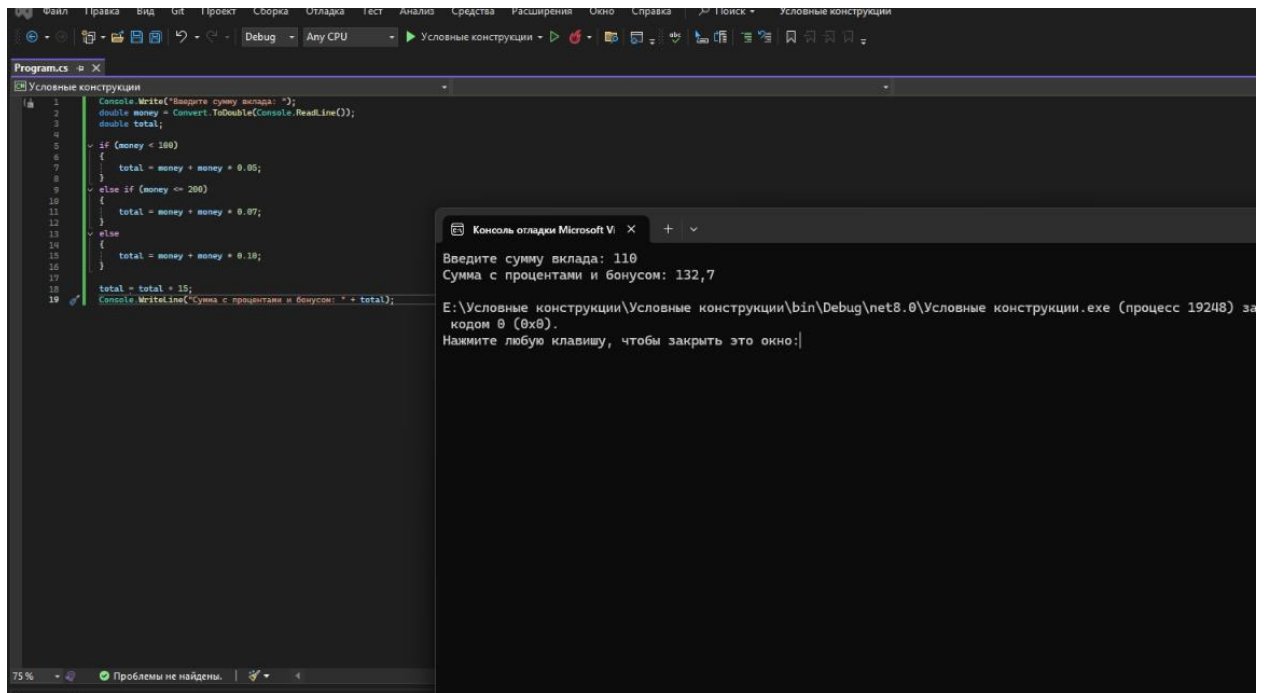 Файл Правка Вид Git Проект Сборка Отладка Тест Анализ Средства Расширения Окно Справка Поиск Условные конструкции
Debug Any CPU Условные конструкции
Program.cs
Условные конструкции
1 Console.Write("Введите сумму вклада: ");
2 double money = Convert.ToDouble(Console.ReadLine());
3 double total;
4
5 if (money < 100)
6 {
7 total = money + money * 0.05;
8 }
9 else if (money <= 200)
10 {
11 total = money + money * 0.07;
12 }
13 else
14 {
15 total = money + money * 0.10;
16 }
17
18 total = total + 15;
19 Console.WriteLine("Сумма с процентами и бонусом: " + total);
Консоль отладки Microsoft Vi
Введите сумму вклада: 110
Сумма с процентами и бонусом: 132,7
E:\Условные конструкции\Условные конструкции\bin\Debug\net8.0\Условные конструкции.exe (процесс 19248) за
кодом 0 (0x0).
Нажмите любую клавишу, чтобы закрыть это окно:
75 % Проблемы не найдены.